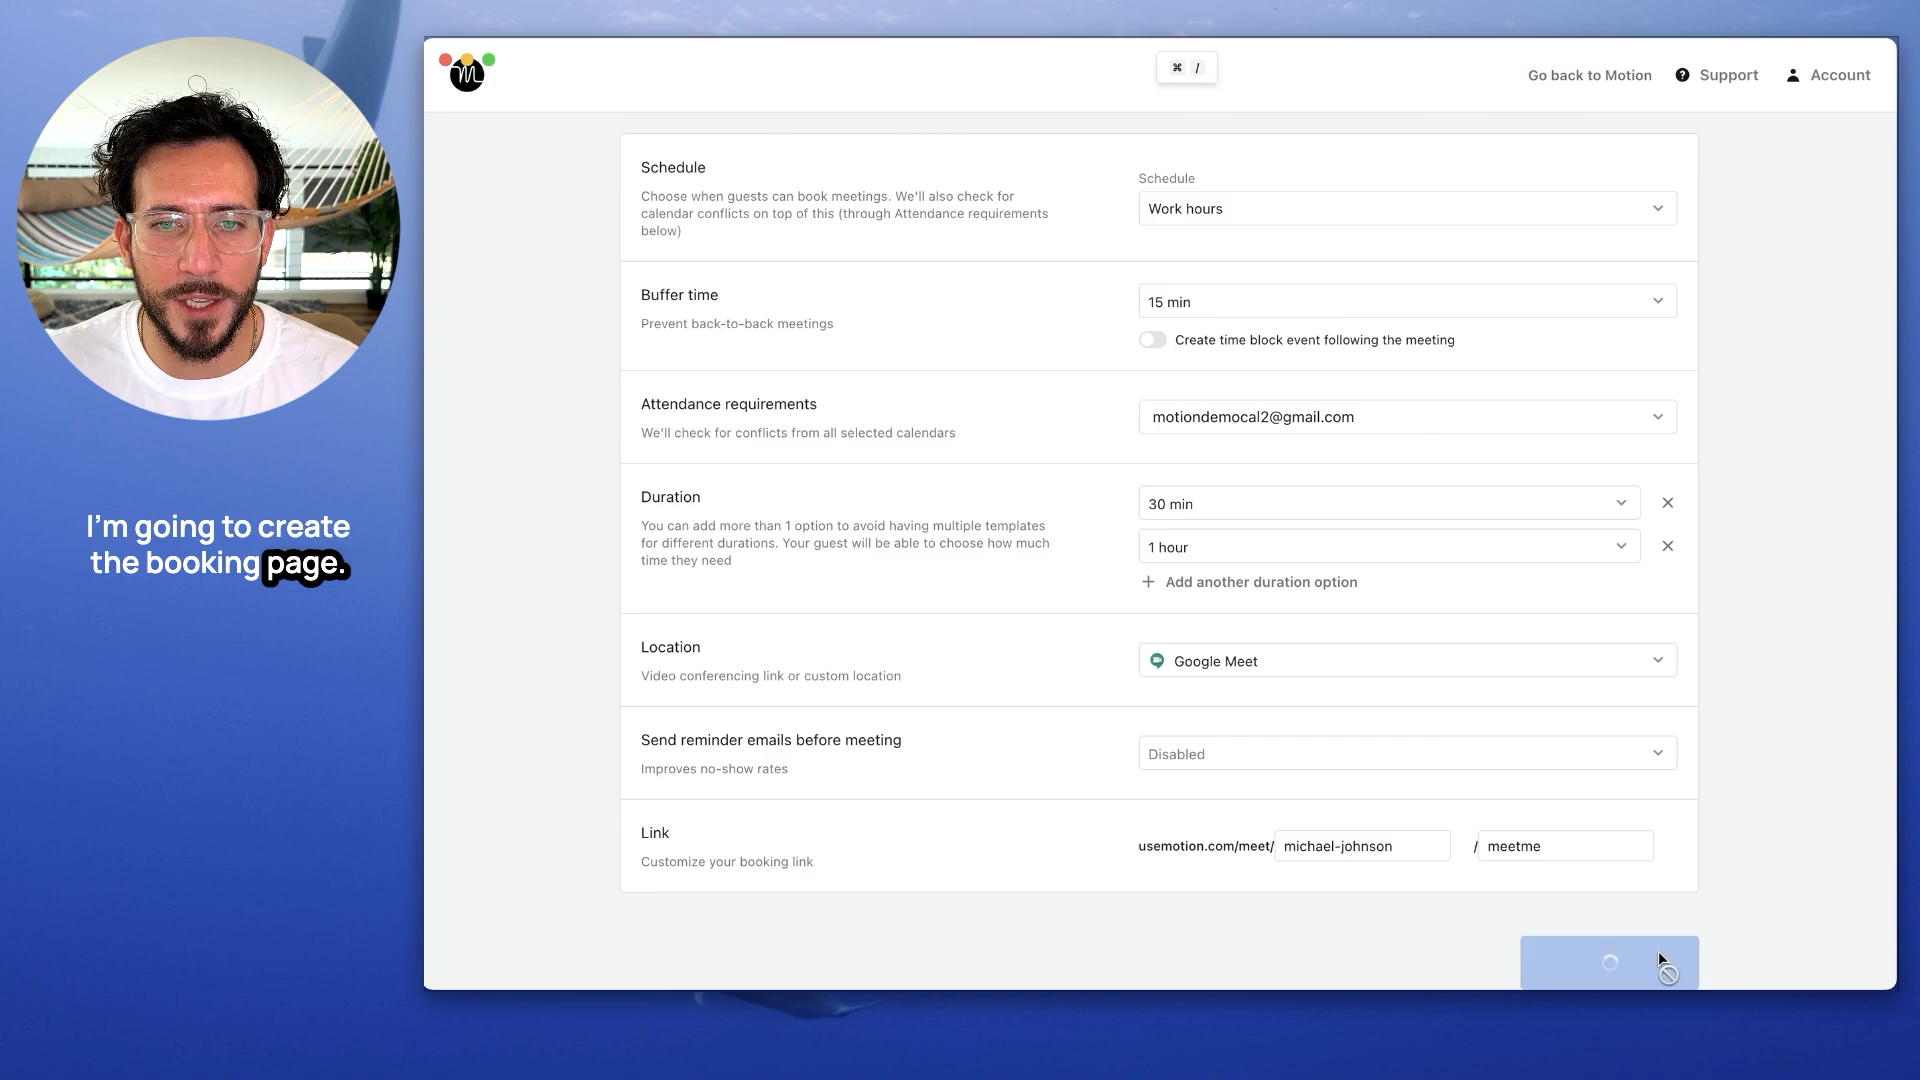 I'm going to create
the booking page.
⌘ /
Go back to Motion
Support
Account
Schedule
Choose when guests can book meetings. We'll also check for
calendar conflicts on top of this (through Attendance requirements
below)
Schedule
Work hours
Buffer time
Prevent back-to-back meetings
15 min
Create time block event following the meeting
Attendance requirements
We'll check for conflicts from all selected calendars
motiondemocal2@gmail.com
Duration
You can add more than 1 option to avoid having multiple templates
for different durations. Your guest will be able to choose how much
time they need
30 min
1 hour
+ Add another duration option
Location
Video conferencing link or custom location
Google Meet
Send reminder emails before meeting
Improves no-show rates
Disabled
Link
Customize your booking link
usemotion.com/meet/ michael-johnson / meetme